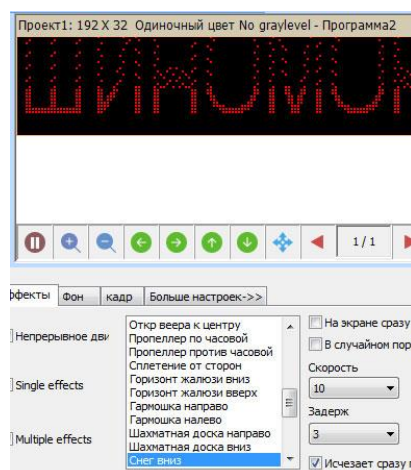 Проект1: 192 X 32 Одиночный цвет No graylevel - Программа2
ШИНОМОН
1/1
ффекты Фон кадр Больше настроек->>
Непрерывное дви
Single effects
Multiple effects
Откр веера к центру
Пропеллер по часовой
Пропеллер против часовой
Сплетение от сторон
Горизонт жалюзи вниз
Горизонт жалюзи вверх
Гармошка направо
Гармошка налево
Шахматная доска направо
Шахматная доска вниз
Снег вниз
На экране сразу
В случайном пор
Скорость
10
Задерж
3
Исчезает сразу